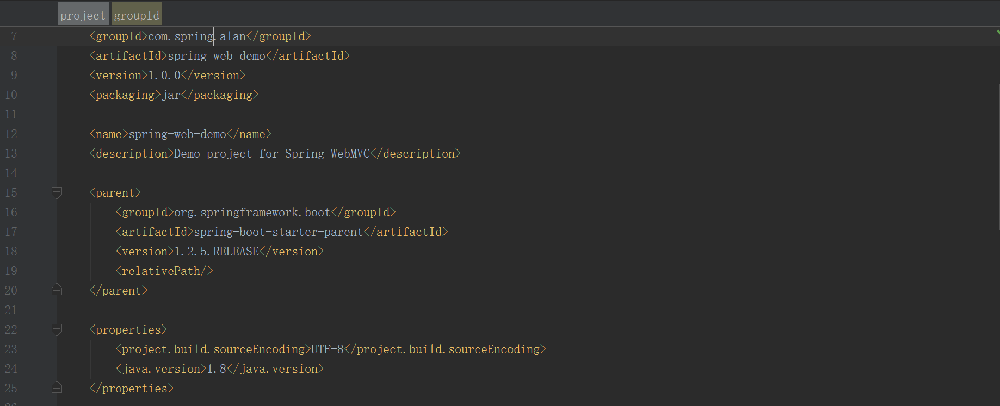 project groupId
7 <groupId>com.spring.alan</groupId>
8 <artifactId>spring-web-demo</artifactId>
9 <version>1.0.0</version>
10 <packaging>jar</packaging>
11
12 <name>spring-web-demo</name>
13 <description>Demo project for Spring WebMVC</description>
14
15 <parent>
16 <groupId>org.springframework.boot</groupId>
17 <artifactId>spring-boot-starter-parent</artifactId>
18 <version>1.2.5.RELEASE</version>
19 <relativePath/>
20 </parent>
21
22 <properties>
23 <project.build.sourceEncoding>UTF-8</project.build.sourceEncoding>
24 <java.version>1.8</java.version>
25 </properties>